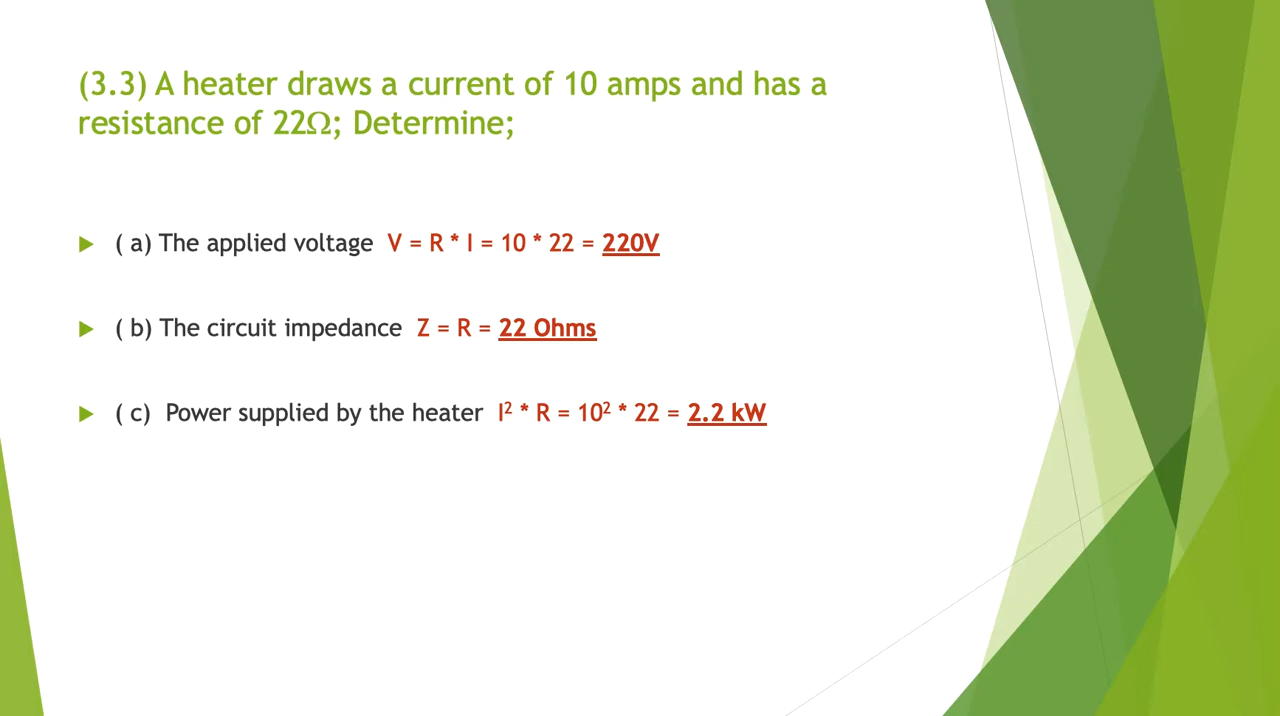 (3.3) A heater draws a current of 10 amps and has a
resistance of 22Ω; Determine;
( a) The applied voltage V = R * I = 10 * 22 = 220V
( b) The circuit impedance Z = R = 22 Ohms
( c) Power supplied by the heater I² * R = 10² * 22 = 2.2 kW